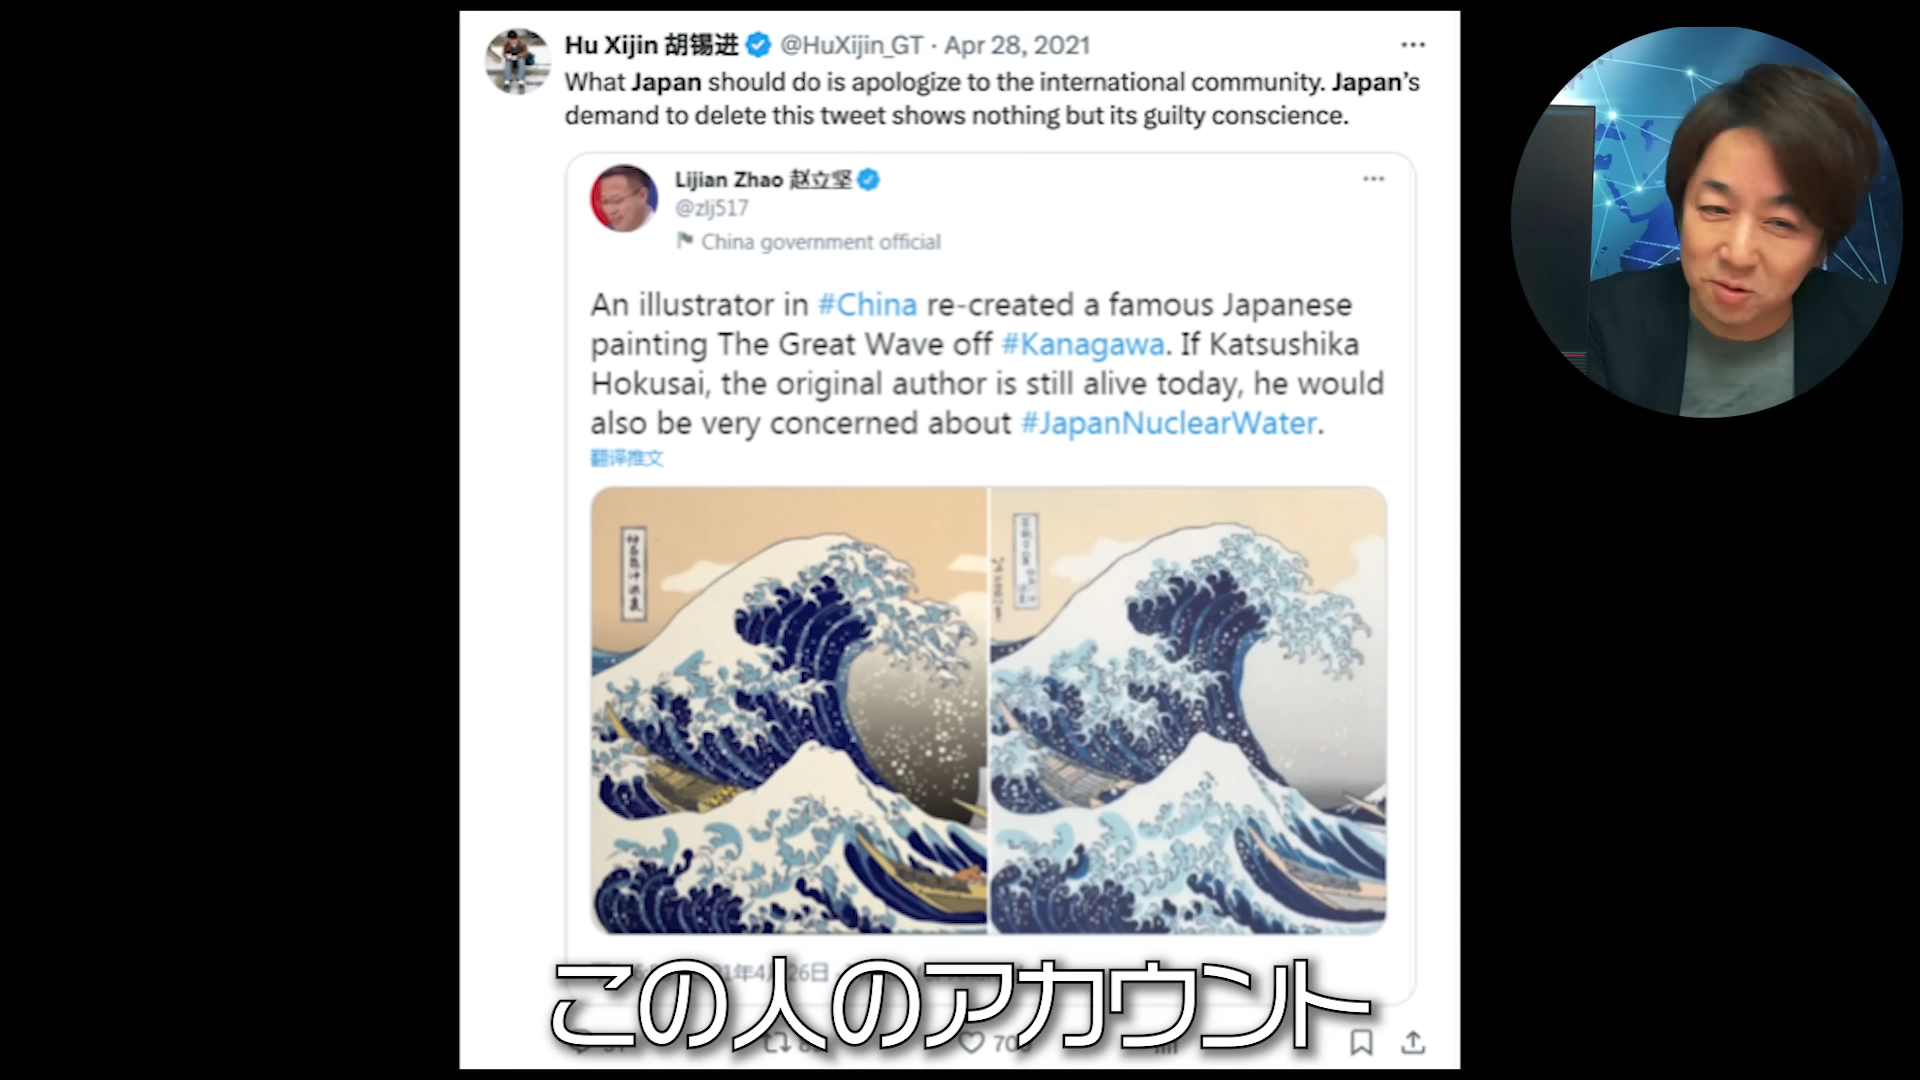 Hu Xijin 胡锡进 @HuXijin_GT · Apr 28, 2021
What Japan should do is apologize to the international community. Japan's
demand to delete this tweet shows nothing but its guilty conscience.
Lijian Zhao 赵立坚
@zlj517
China government official
An illustrator in #China re-created a famous Japanese
painting The Great Wave off #Kanagawa. If Katsushika
Hokusai, the original author is still alive today, he would
also be very concerned about #JapanNuclearWater.
翻译推文
この人のアカウント